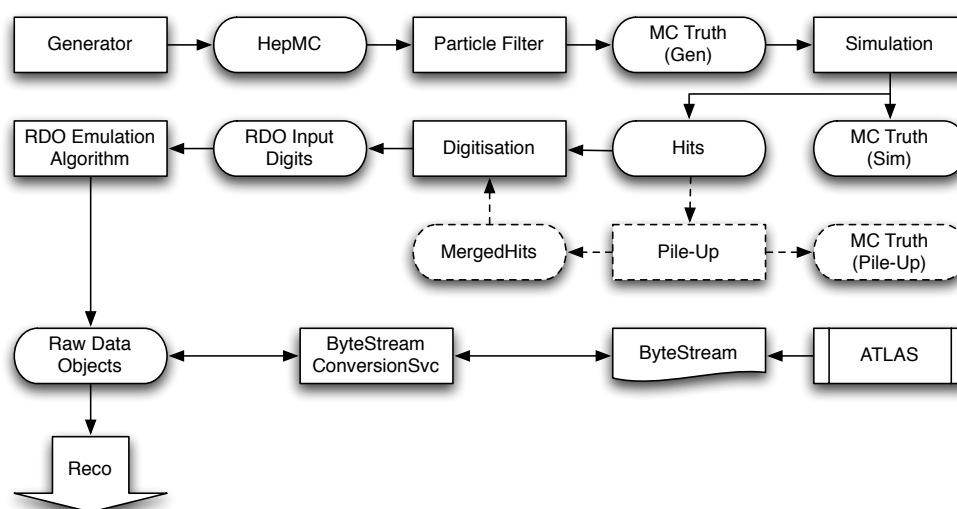 Generator
HepMC
Particle Filter
MC Truth
(Gen)
Simulation
RDO Emulation
Algorithm
RDO Input
Digits
Digitisation
Hits
MC Truth
(Sim)
MergedHits
Pile-Up
MC Truth
(Pile-Up)
Raw Data
Objects
ByteStream
ConversionSvc
ByteStream
ATLAS
Reco